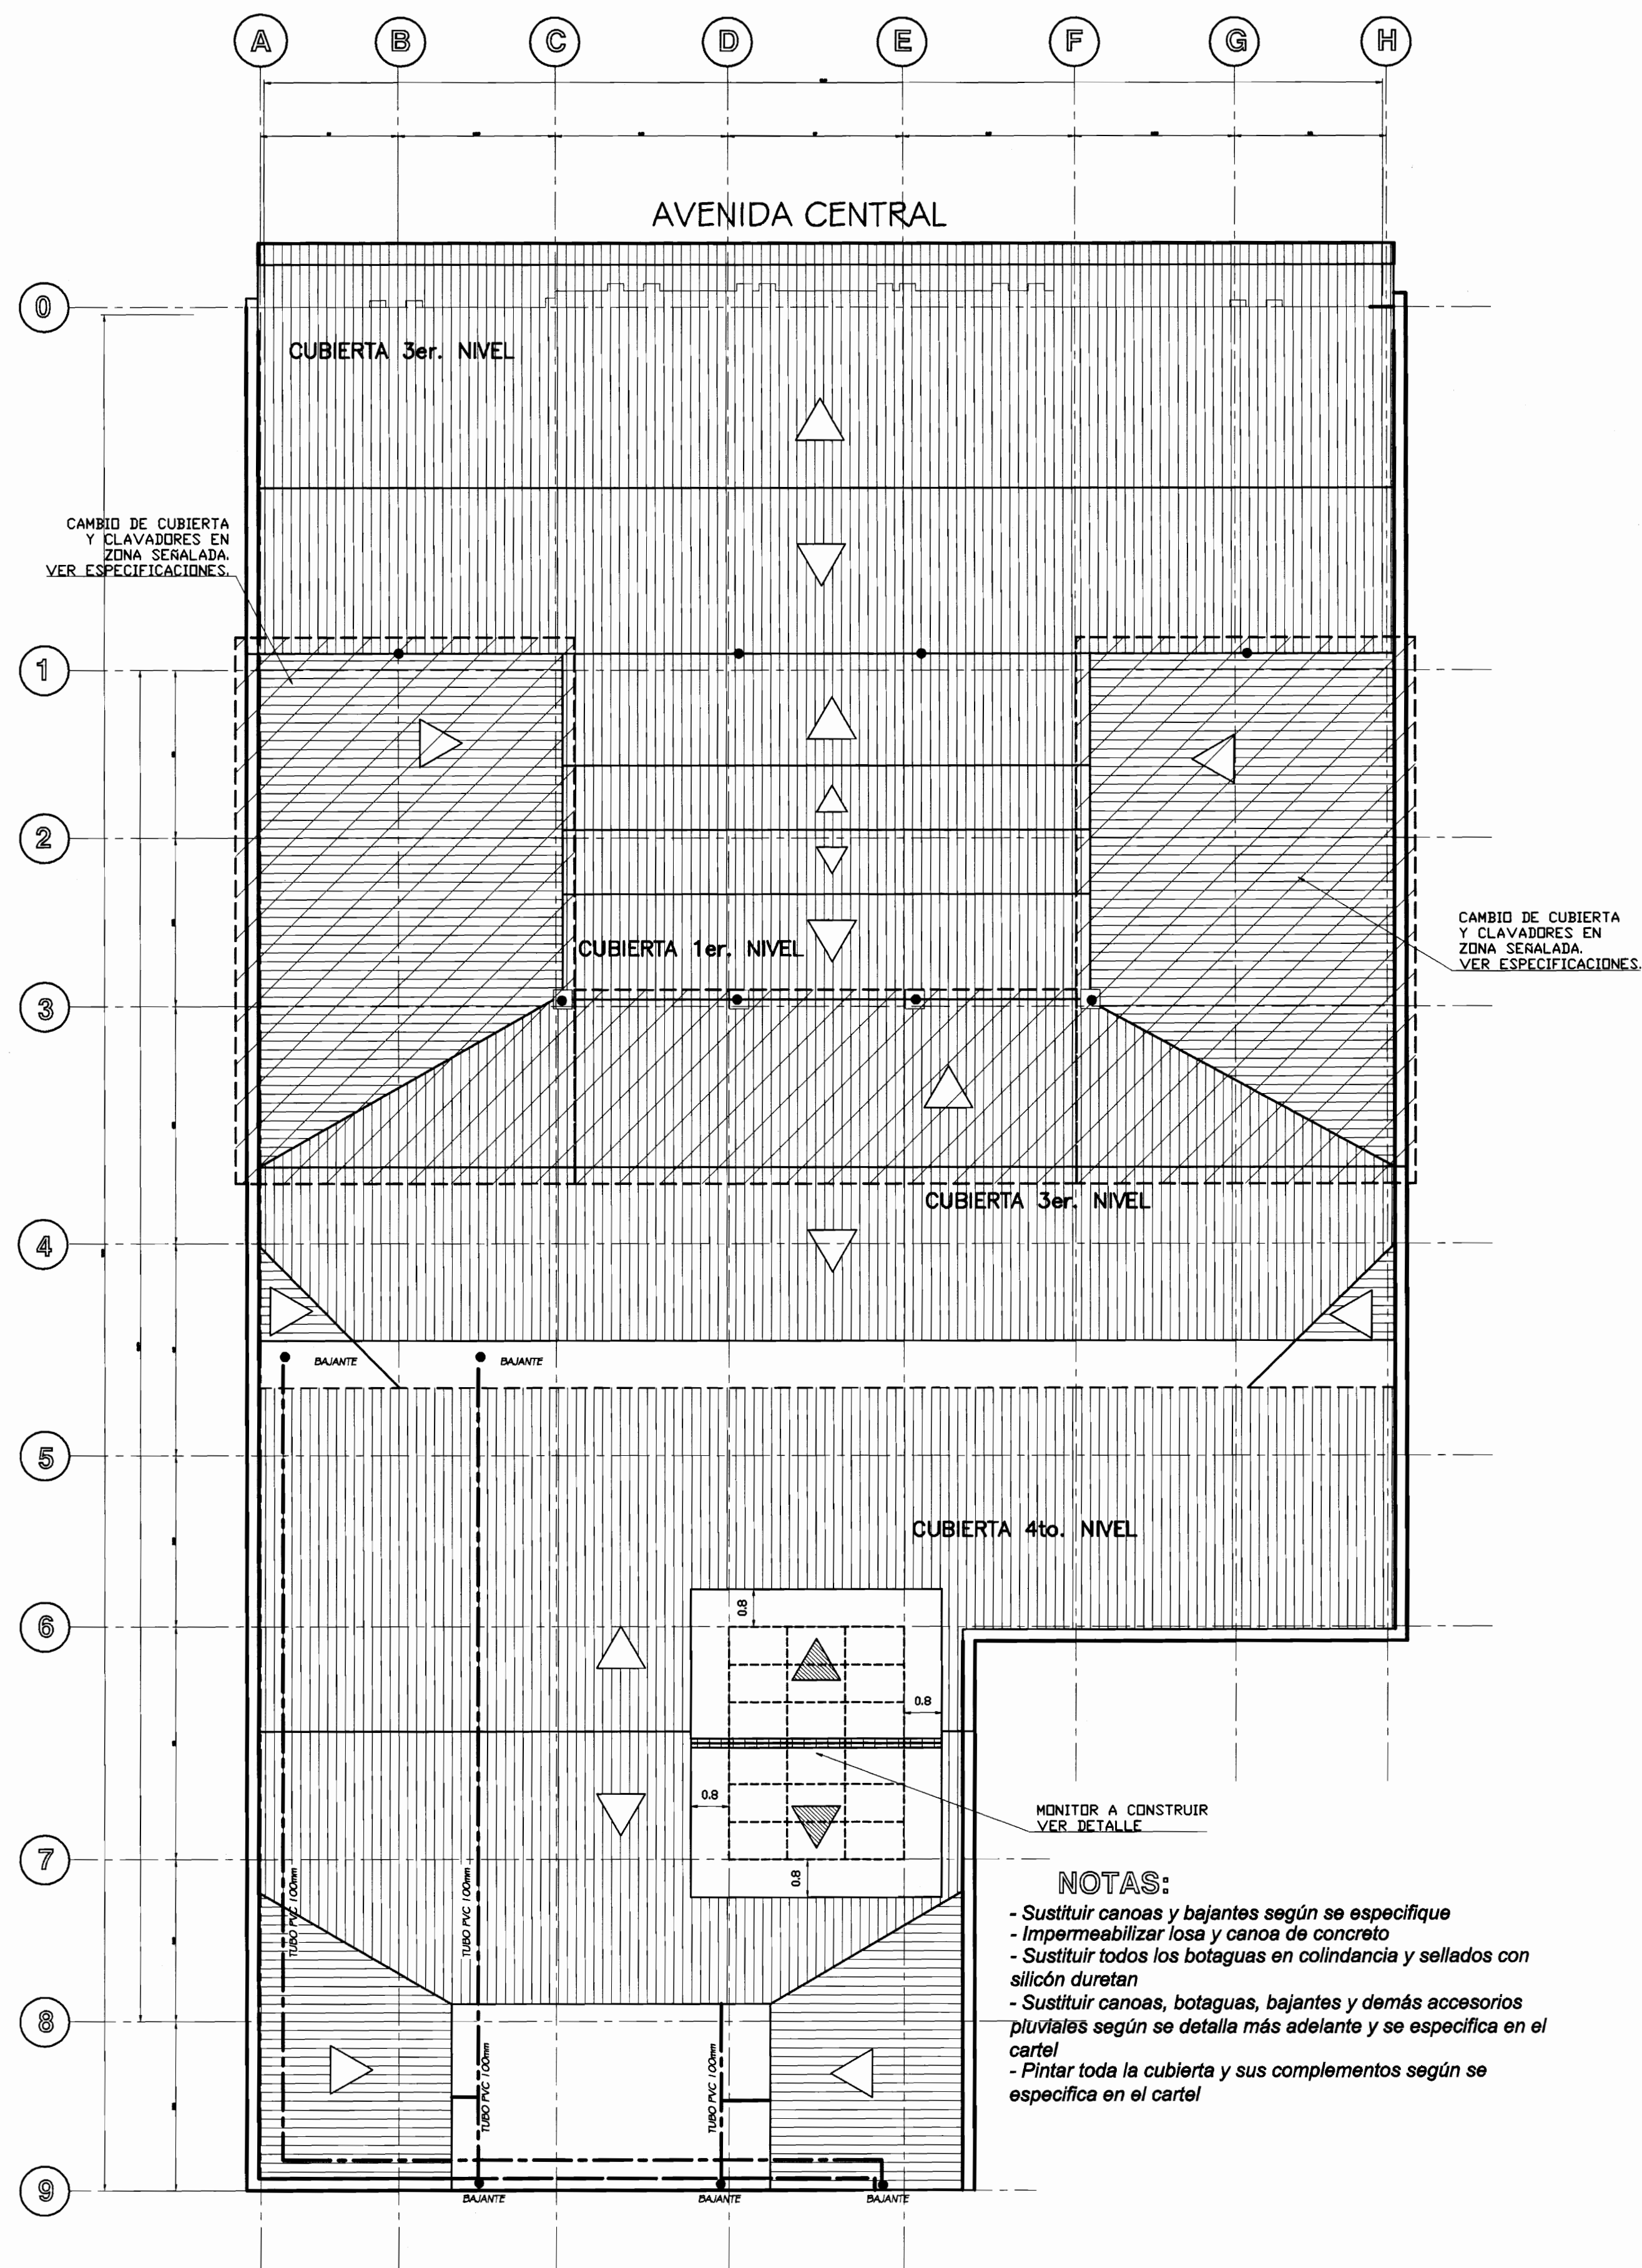 A B C D E F G H
AVENIDA CENTRAL
0
CUBIERTA 3er. NIVEL
CAMBIO DE CUBIERTA
Y CLAVADORES EN
ZONA SEÑALADA.
VER ESPECIFICACIONES.
1
2
CAMBIO DE CUBIERTA
Y CLAVADORES EN
ZONA SEÑALADA.
VER ESPECIFICACIONES.
CUBIERTA 1er. NIVEL
3
CUBIERTA 3er. NIVEL
4
BAJANTE
BAJANTE
5
CUBIERTA 4to. NIVEL
6
0.8
0.8
0.8
MONITOR A CONSTRUIR
VER DETALLE
7
0.8
TUBO PVC 100mm
TUBO PVC 100mm
NOTAS:
- Sustituir canoas y bajantes según se especifique
- Impermeabilizar losa y canoa de concreto
- Sustituir todos los botaguas en colindancia y sellados con
silicón duretan
- Sustituir canoas, botaguas, bajantes y demás accesorios
pluviales según se detalla más adelante y se especifica en el
cartel
- Pintar toda la cubierta y sus complementos según se
especifica en el cartel
8
TUBO PVC 100mm
TUBO PVC 100mm
9
BAJANTE
BAJANTE
BAJANTE